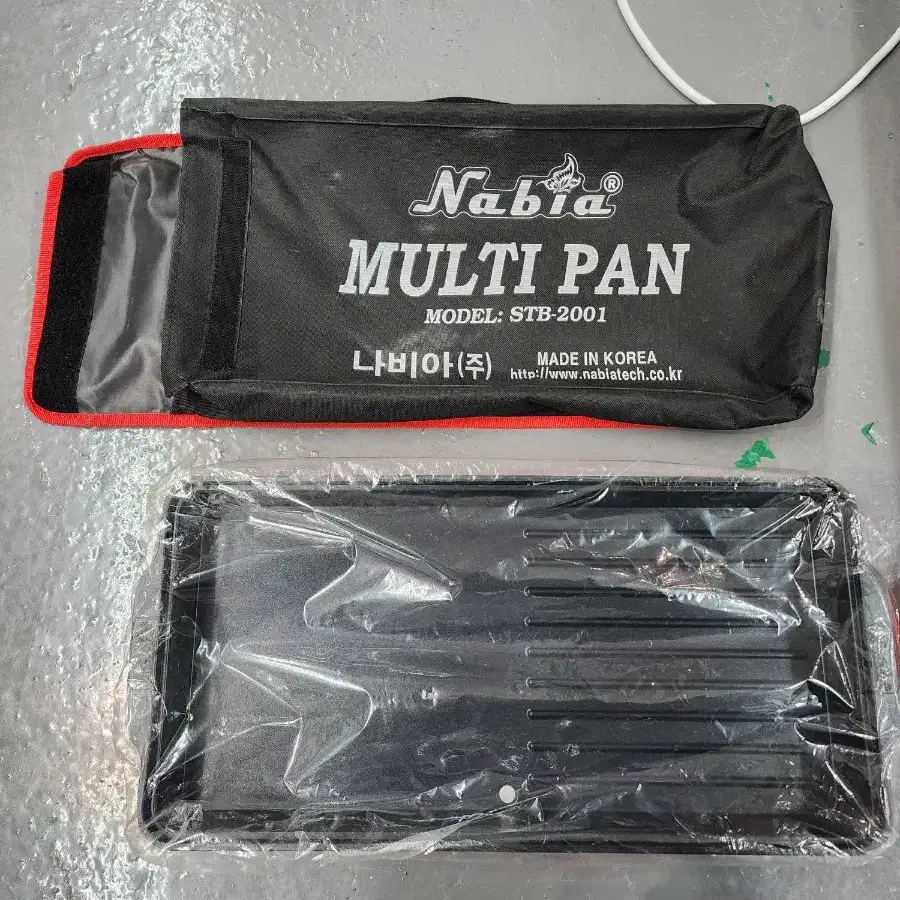 Nabia®
MULTI PAN
MODEL: STB-2001
나비아(주)
MADE IN KOREA
http://www.nabiatech.co.kr